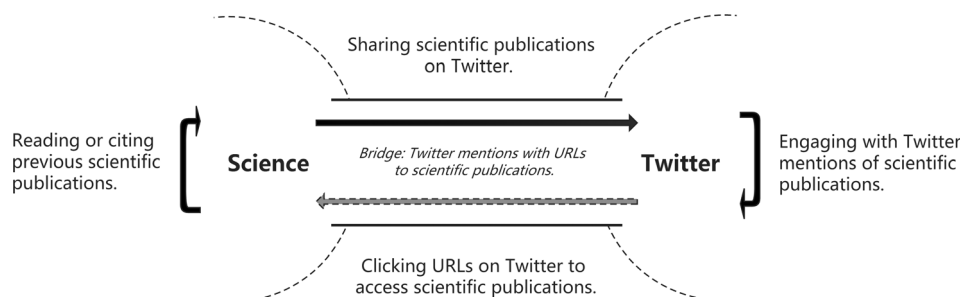 Sharing scientific publications
on Twitter.
Reading or citing
previous scientific
publications.
Science
Bridge: Twitter mentions with URLs
to scientific publications.
Twitter
Engaging with Twitter
mentions of scientific
publications.
Clicking URLs on Twitter to
access scientific publications.